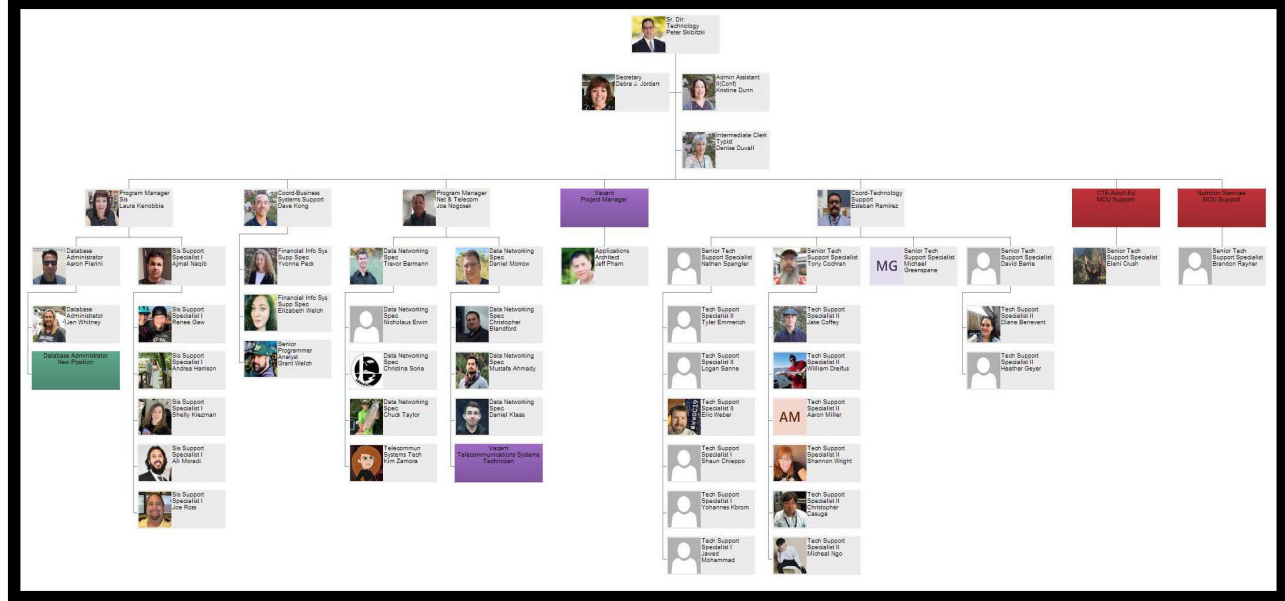 Sr. Dir.
Technology
Peter Skibitzki
Secretary
Debra J. Jordan
Admin Assistant
II(Conf)
Kristine Dunn
Intermediate Clerk
Typist
Denise Duvall
Program Manager
Sis
Laura Kenobbie
Coord-Business
Systems Support
Dave Kong
Program Manager
Net & Telecom
Joe Nogosek
Vacant
Project Manager
Coord-Technology
Support
Esteban Ramirez
CTS-Adult Ed
MOU Support
Nutrition Services
MOU Support
Database
Administrator
Aaron Pierini
Sis Support
Specialist I
Ajmal Naqib
Financial Info Sys
Supp Spec
Yvonne Peck
Data Networking
Spec
Trevor Barmann
Data Networking
Spec
Daniel Morrow
Applications
Architect
Jeff Pham
Senior Tech
Support Specialist
Nathan Spangler
Senior Tech
Support Specialist
Tony Cochran
MG
Senior Tech
Support Specialist
Michael
Greenspane
Senior Tech
Support Specialist
David Barrie
Senior Tech
Support Specialist
Eleni Crush
Senior Tech
Support Specialist
Brandon Rayner
Database
Administrator
Jen Whitney
Sis Support
Specialist I
Renee Gaw
Financial Info Sys
Supp Spec
Elizabeth Welch
Data Networking
Spec
Nicholaus Erwin
Data Networking
Spec
Christopher
Blandford
Tech Support
Specialist II
Tyler Emmerich
Tech Support
Specialist II
Jake Coffey
Tech Support
Specialist II
Diane Benevent
Database Administrator
New Position
Sis Support
Specialist I
Andrea Harrison
Senior
Programmer
Analyst
Grant Welch
Data Networking
Spec
Christina Soria
Data Networking
Spec
Mustafa Ahmady
Tech Support
Specialist II
Logan Sanne
Tech Support
Specialist II
William Dreifus
Tech Support
Specialist II
Heather Geyer
Sis Support
Specialist I
Shelly Krezman
Data Networking
Spec
Chuck Taylor
Data Networking
Spec
Daniel Klaas
Tech Support
Specialist II
Eric Weber
AM
Tech Support
Specialist II
Aaron Miller
Sis Support
Specialist I
Ali Moradi
Telecommun
Systems Tech
Kim Zamora
Vacant
Telecommunications Systems
Technician
Tech Support
Specialist I
Shaun Chieppo
Tech Support
Specialist II
Shannon Wright
Sis Support
Specialist I
Joe Ross
Tech Support
Specialist I
Yohannes Kbrom
Tech Support
Specialist II
Christopher
Casuga
Tech Support
Specialist I
Jawed
Mohammad
Tech Support
Specialist II
Micheal Ngo